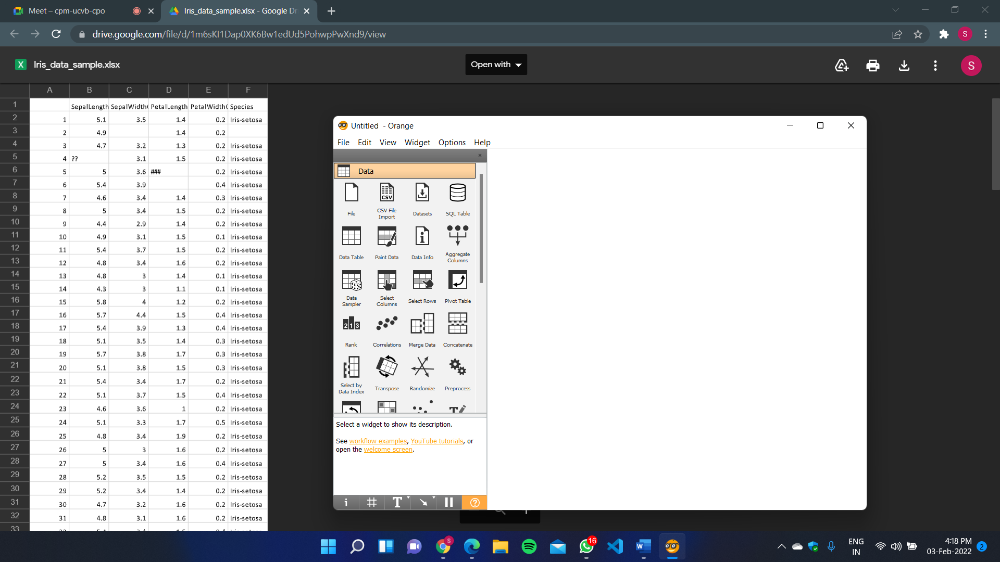 Meet – cpm-ucvb-cpo
Iris_data_sample.xlsx - Google Dr
drive.google.com/file/d/1m6sKI1Dap0XK6Bw1edUd5PohwpPwXnd9/view
S
X Iris_data_sample.xlsx
Open with
S
A B C D E F
1 SepalLength SepalWidth PetalLength PetalWidth Species
2 1 5.1 3.5 1.4 0.2 Iris-setosa
3 2 4.9 1.4 0.2
4 3 4.7 3.2 1.3 0.2 Iris-setosa
5 4 ?? 3.1 1.5 0.2 Iris-setosa
6 5 5 3.6 ### 0.2 Iris-setosa
7 6 5.4 3.9 0.4 Iris-setosa
8 7 4.6 3.4 1.4 0.3 Iris-setosa
9 8 5 3.4 1.5 0.2 Iris-setosa
10 9 4.4 2.9 1.4 0.2 Iris-setosa
11 10 4.9 3.1 1.5 0.1 Iris-setosa
12 11 5.4 3.7 1.5 0.2 Iris-setosa
13 12 4.8 3.4 1.6 0.2 Iris-setosa
14 13 4.8 3 1.4 0.1 Iris-setosa
15 14 4.3 3 1.1 0.1 Iris-setosa
16 15 5.8 4 1.2 0.2 Iris-setosa
17 16 5.7 4.4 1.5 0.4 Iris-setosa
18 17 5.4 3.9 1.3 0.4 Iris-setosa
19 18 5.1 3.5 1.4 0.3 Iris-setosa
20 19 5.7 3.8 1.7 0.3 Iris-setosa
21 20 5.1 3.8 1.5 0.3 Iris-setosa
22 21 5.4 3.4 1.7 0.2 Iris-setosa
23 22 5.1 3.7 1.5 0.4 Iris-setosa
24 23 4.6 3.6 1 0.2 Iris-setosa
25 24 5.1 3.3 1.7 0.5 Iris-setosa
26 25 4.8 3.4 1.9 0.2 Iris-setosa
27 26 5 3 1.6 0.2 Iris-setosa
28 27 5 3.4 1.6 0.4 Iris-setosa
29 28 5.2 3.5 1.5 0.2 Iris-setosa
30 29 5.2 3.4 1.4 0.2 Iris-setosa
31 30 4.7 3.2 1.6 0.2 Iris-setosa
32 31 4.8 3.1 1.6 0.2 Iris-setosa
33
Untitled - Orange
File Edit View Widget Options Help
Data
CSV
File
CSV File
Import
Datasets
SQL Table
Data Table
Paint Data
Data Info
Aggregate
Columns
Data
Sampler
Select
Columns
Select Rows
Pivot Table
2 1 3
Rank
Correlations
Merge Data
Concatenate
Select by
Data Index
Transpose
Randomize
Preprocess
Select a widget to show its description.
See workflow examples, YouTube tutorials, or
open the welcome screen.
i # T ?
S
16
W
ENG
IN
4:18 PM
03-Feb-2022
2